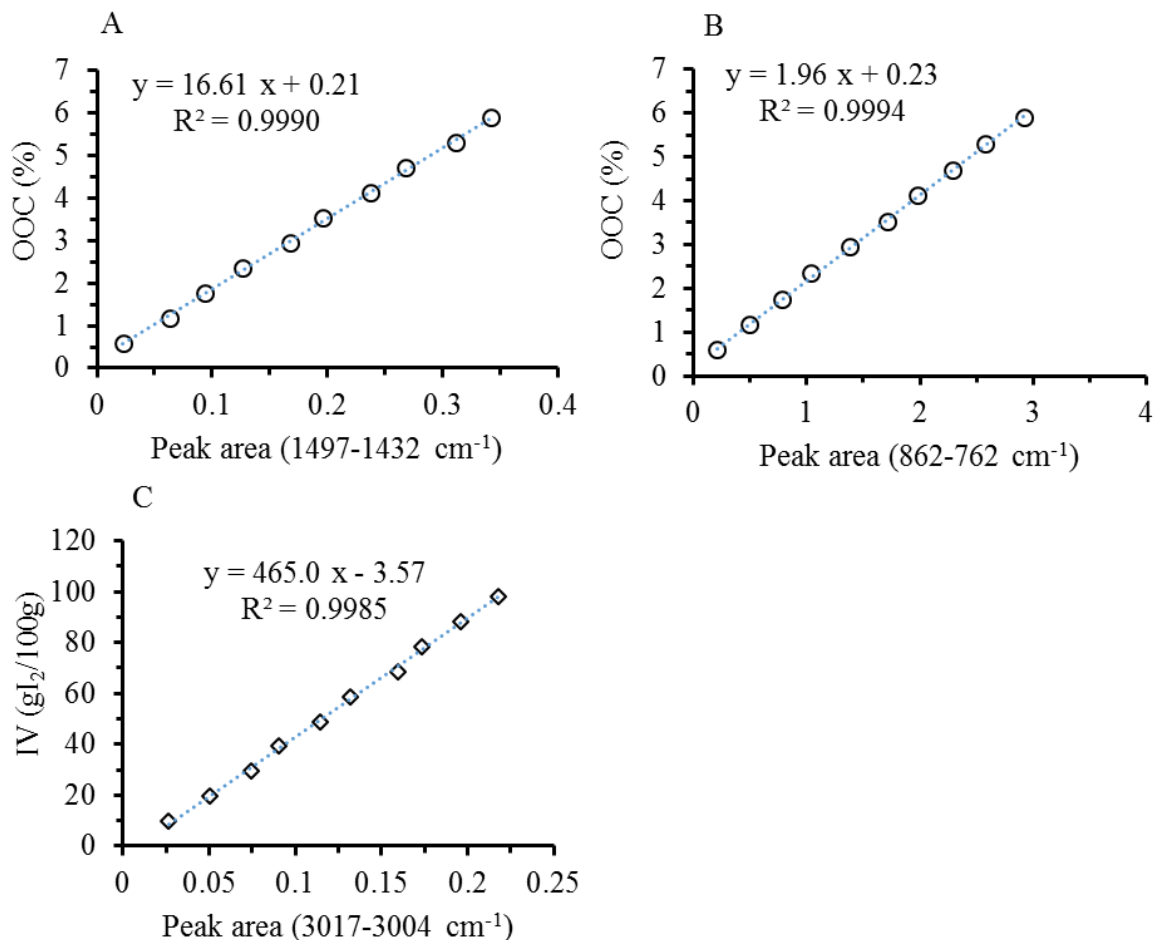 A
y = 16.61 x + 0.21
R² = 0.9990
OOC (%)
7
6
5
4
3
2
1
0
0 0.1 0.2 0.3 0.4
Peak area (1497-1432 cm⁻¹)
B
y = 1.96 x + 0.23
R² = 0.9994
OOC (%)
7
6
5
4
3
2
1
0
0 1 2 3 4
Peak area (862-762 cm⁻¹)
C
y = 465.0 x - 3.57
R² = 0.9985
IV (gI₂/100g)
120
100
80
60
40
20
0
0 0.05 0.1 0.15 0.2 0.25
Peak area (3017-3004 cm⁻¹)